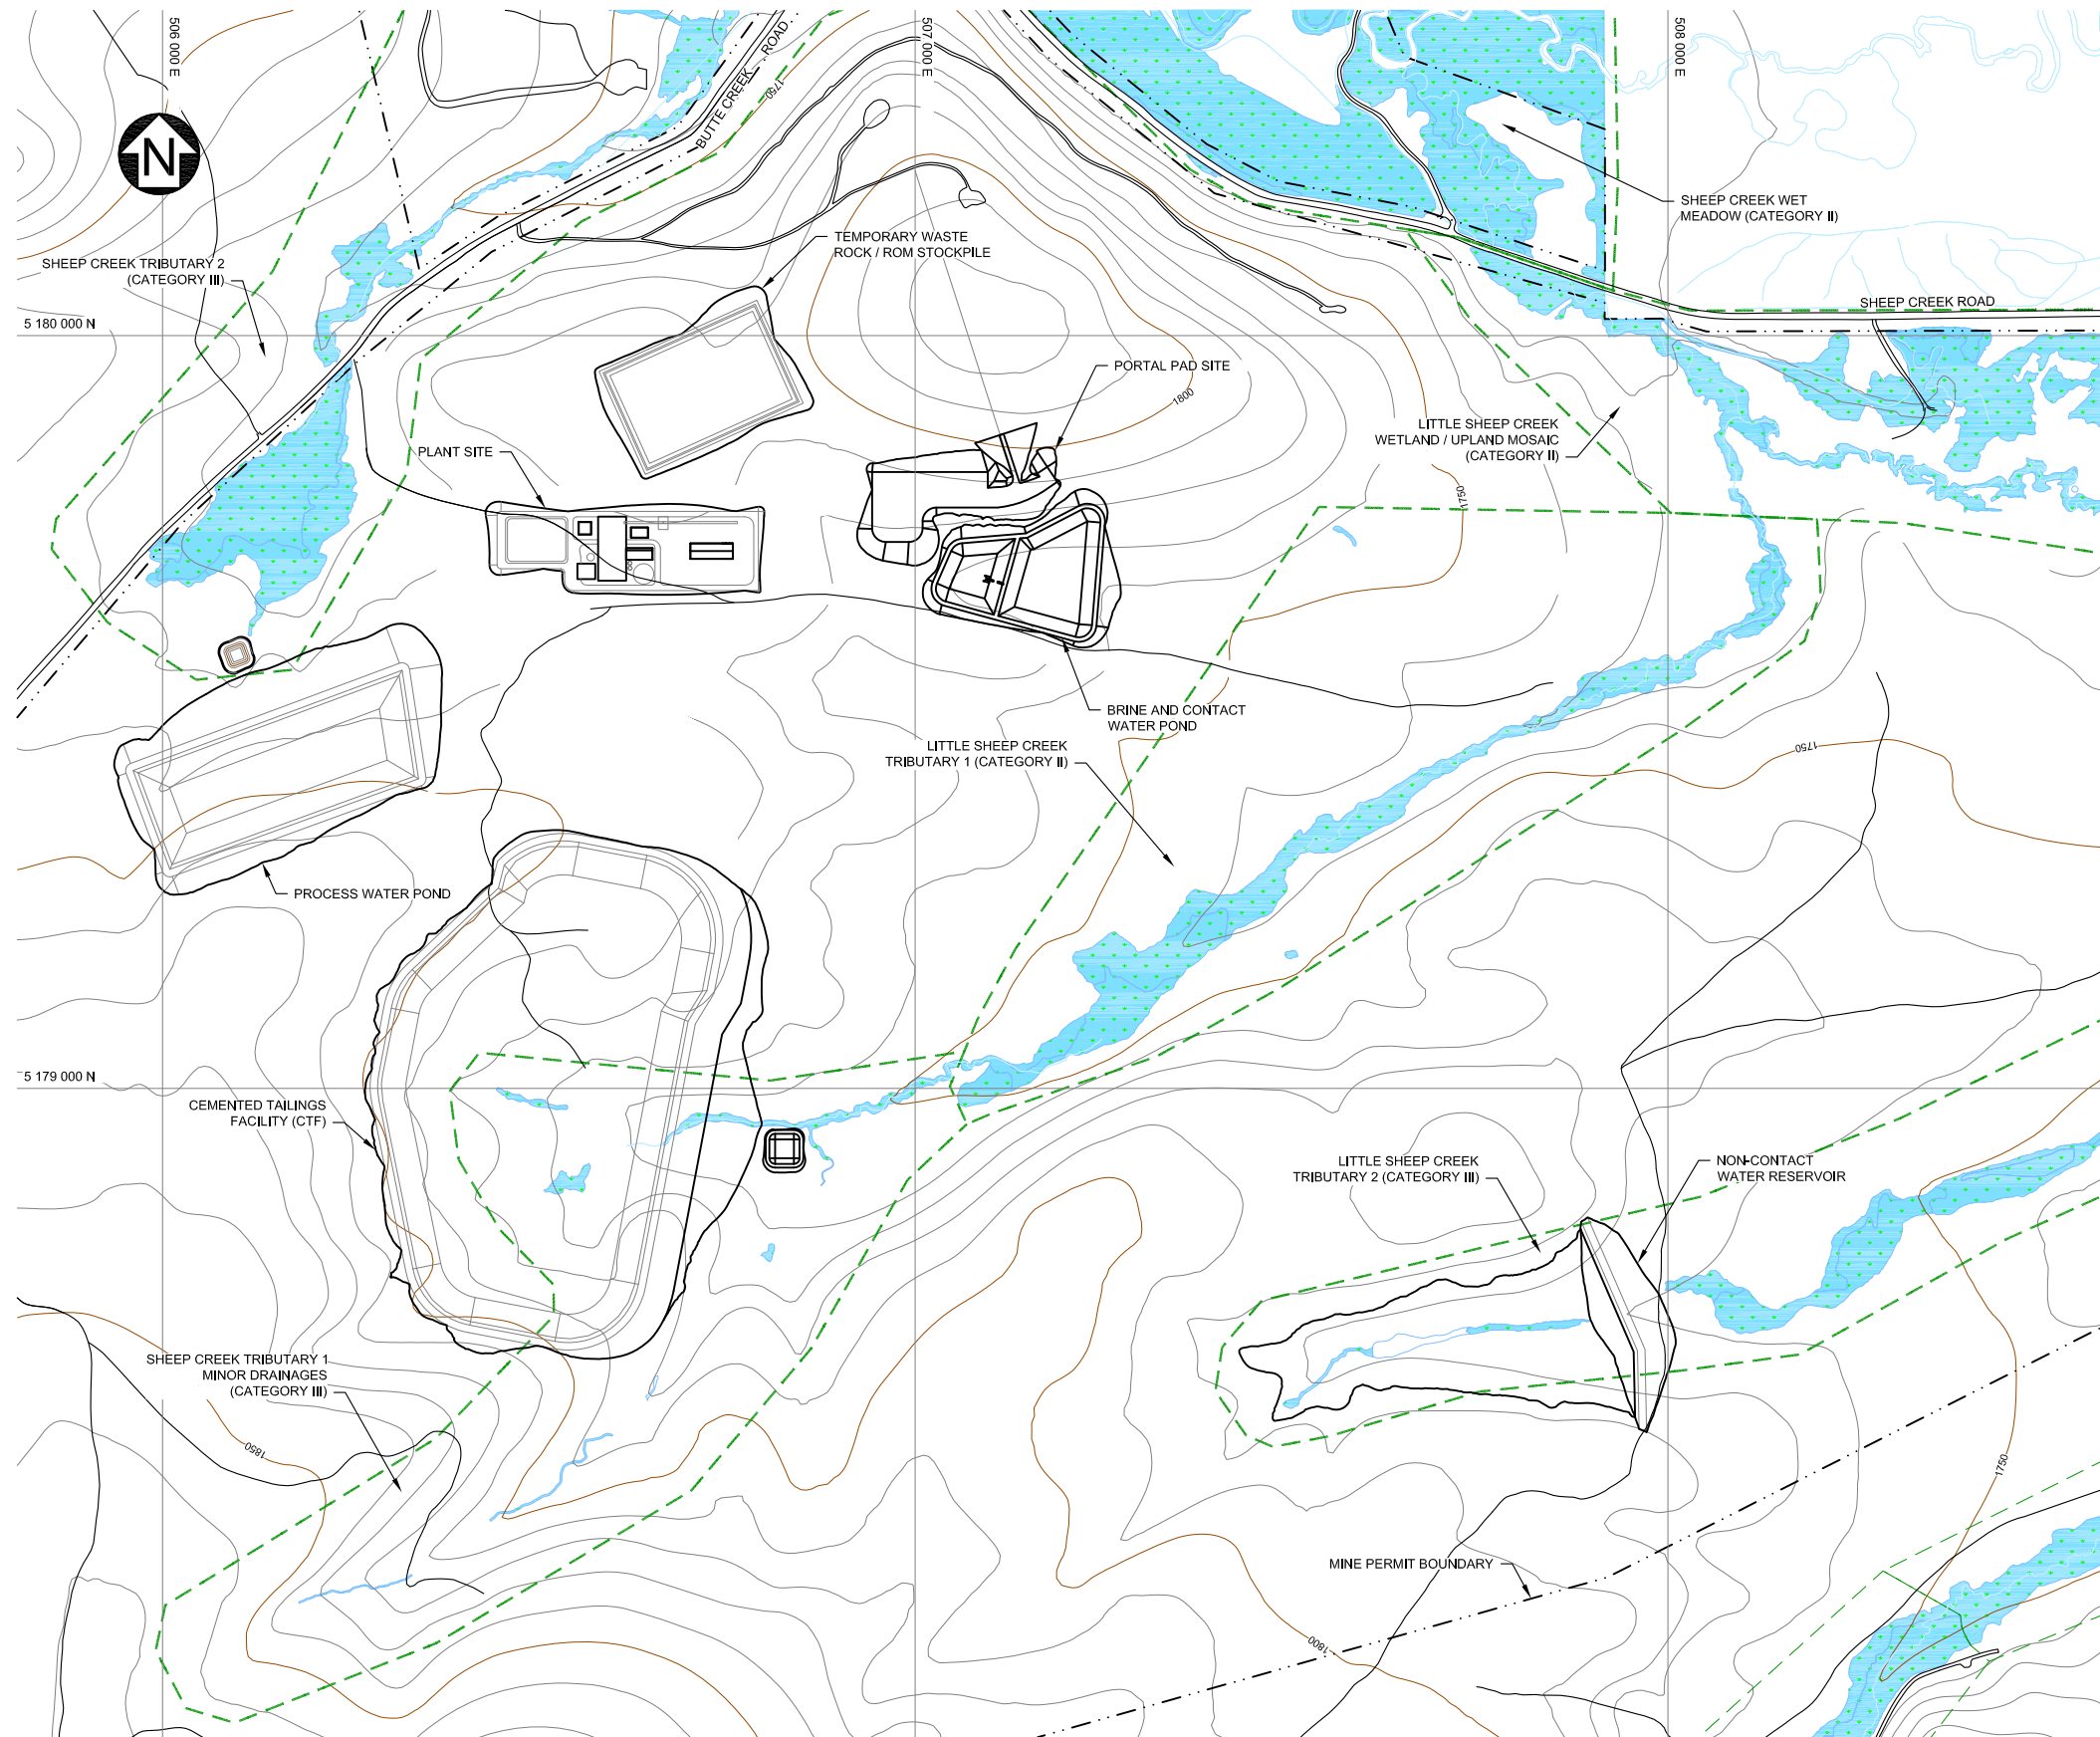 506 000 E
507 000 E
508 000 E
BUTTE CREEK ROAD
1750
N
SHEEP CREEK WET
MEADOW (CATEGORY II)
TEMPORARY WASTE
ROCK / ROM STOCKPILE
SHEEP CREEK TRIBUTARY 2
(CATEGORY III)
SHEEP CREEK ROAD
5 180 000 N
PORTAL PAD SITE
1800
LITTLE SHEEP CREEK
WETLAND / UPLAND MOSAIC
(CATEGORY II)
PLANT SITE
1750
BRINE AND CONTACT
WATER POND
LITTLE SHEEP CREEK
TRIBUTARY 1 (CATEGORY II)
1750
PROCESS WATER POND
5 179 000 N
CEMENTED TAILINGS
FACILITY (CTF)
LITTLE SHEEP CREEK
TRIBUTARY 2 (CATEGORY III)
NON-CONTACT
WATER RESERVOIR
SHEEP CREEK TRIBUTARY 1
MINOR DRAINAGES
(CATEGORY III)
1850
1750
MINE PERMIT BOUNDARY
1800